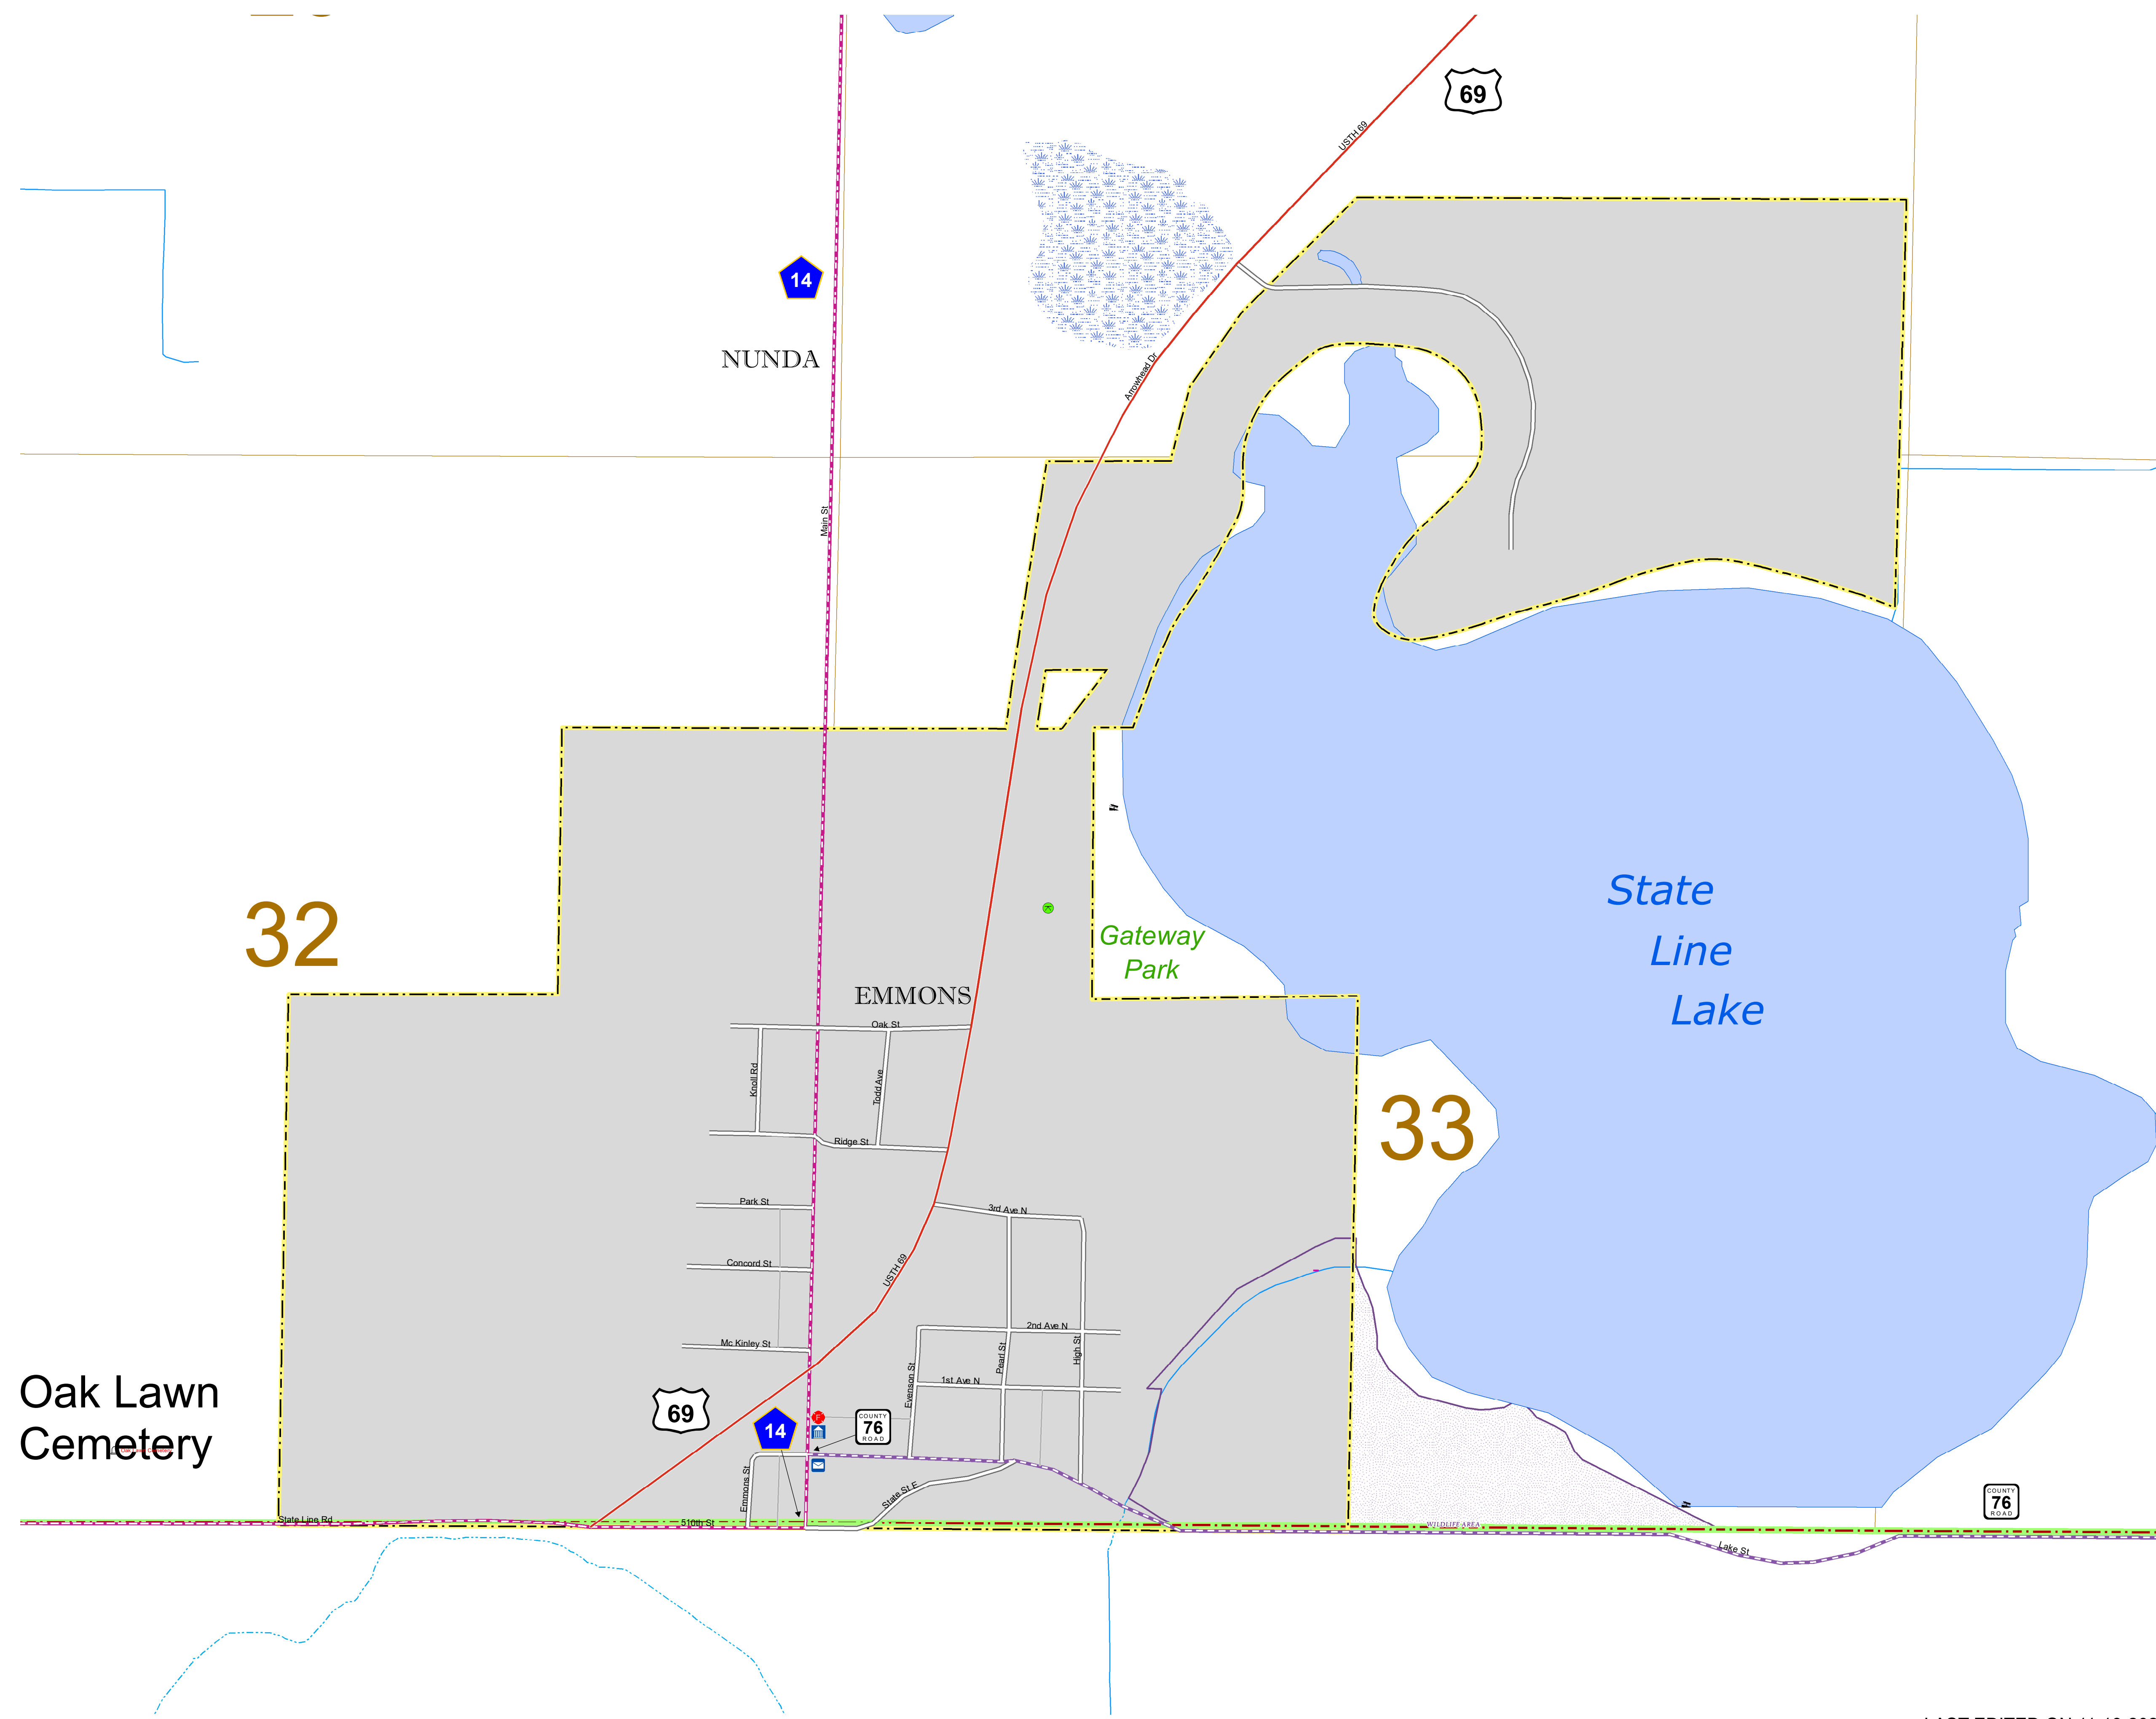 69
USTH 69
14
NUNDA
Arrowhead Dr
Main St
State
Line
Lake
32
Gateway
Park
EMMONS
Oak St
Knoll Rd
Todd Ave
33
Ridge St
Park St
3rd Ave N
Concord St
USTH 69
2nd Ave N
Mc Kinley St
Pearl St
High St
Evenson St
1st Ave N
Oak Lawn
Cemetery
69
F
14
COUNTY
76
ROAD
Emmons St
State St E
COUNTY
76
ROAD
State Line Rd
510th St
WILDLIFE AREA
Lake St